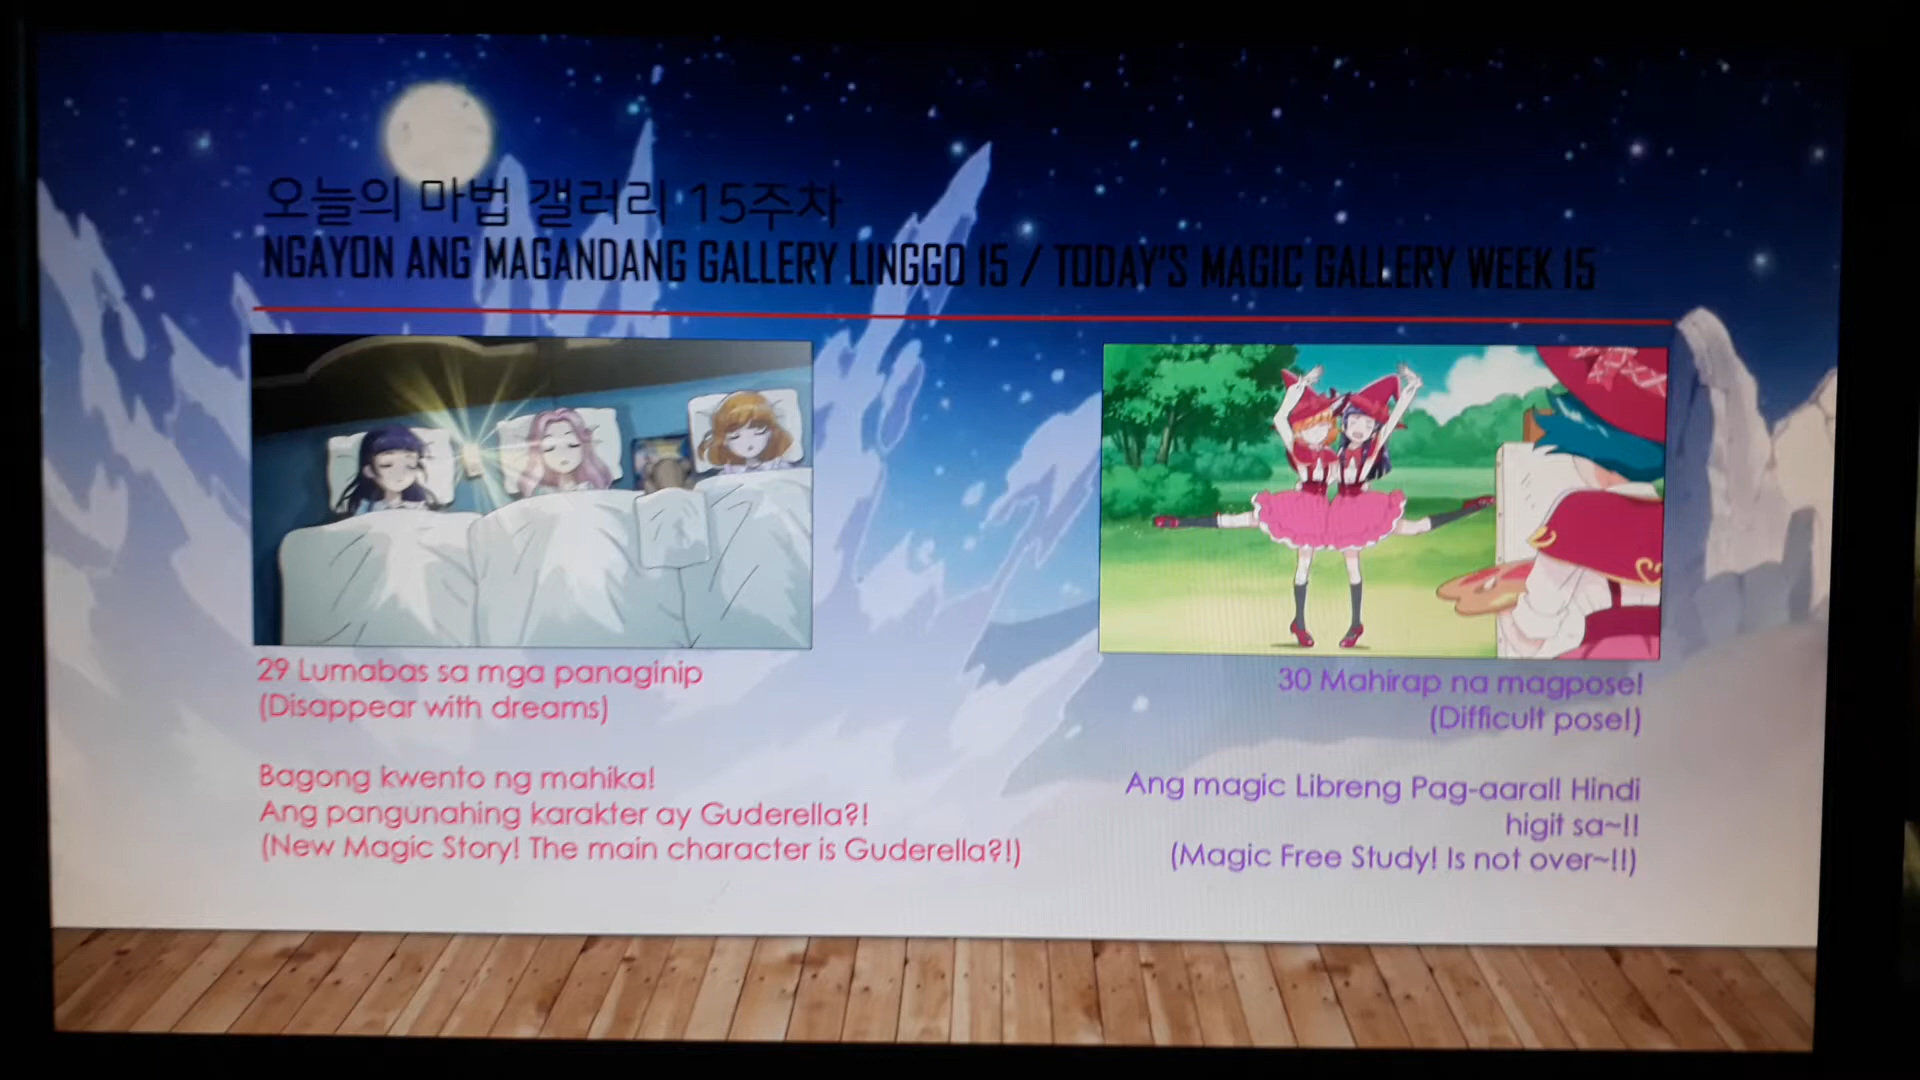 오늘의 마법 갤러리 15주차
NGAYON ANG MAGANDANG GALLERY LINGGO 15 / TODAY'S MAGIC GALLERY WEEK 15
29 Lumabas sa mga panaginip
(Disappear with dreams)
Bagong kwento ng mahika!
Ang pangunahing karakter ay Guderella?!
(New Magic Story! The main character is Guderella?!)
30 Mahirap na magpose!
(Difficult pose!)
Ang magic Libreng Pag-aaral! Hindi
higit sa~!!
(Magic Free Study! Is not over~!!)